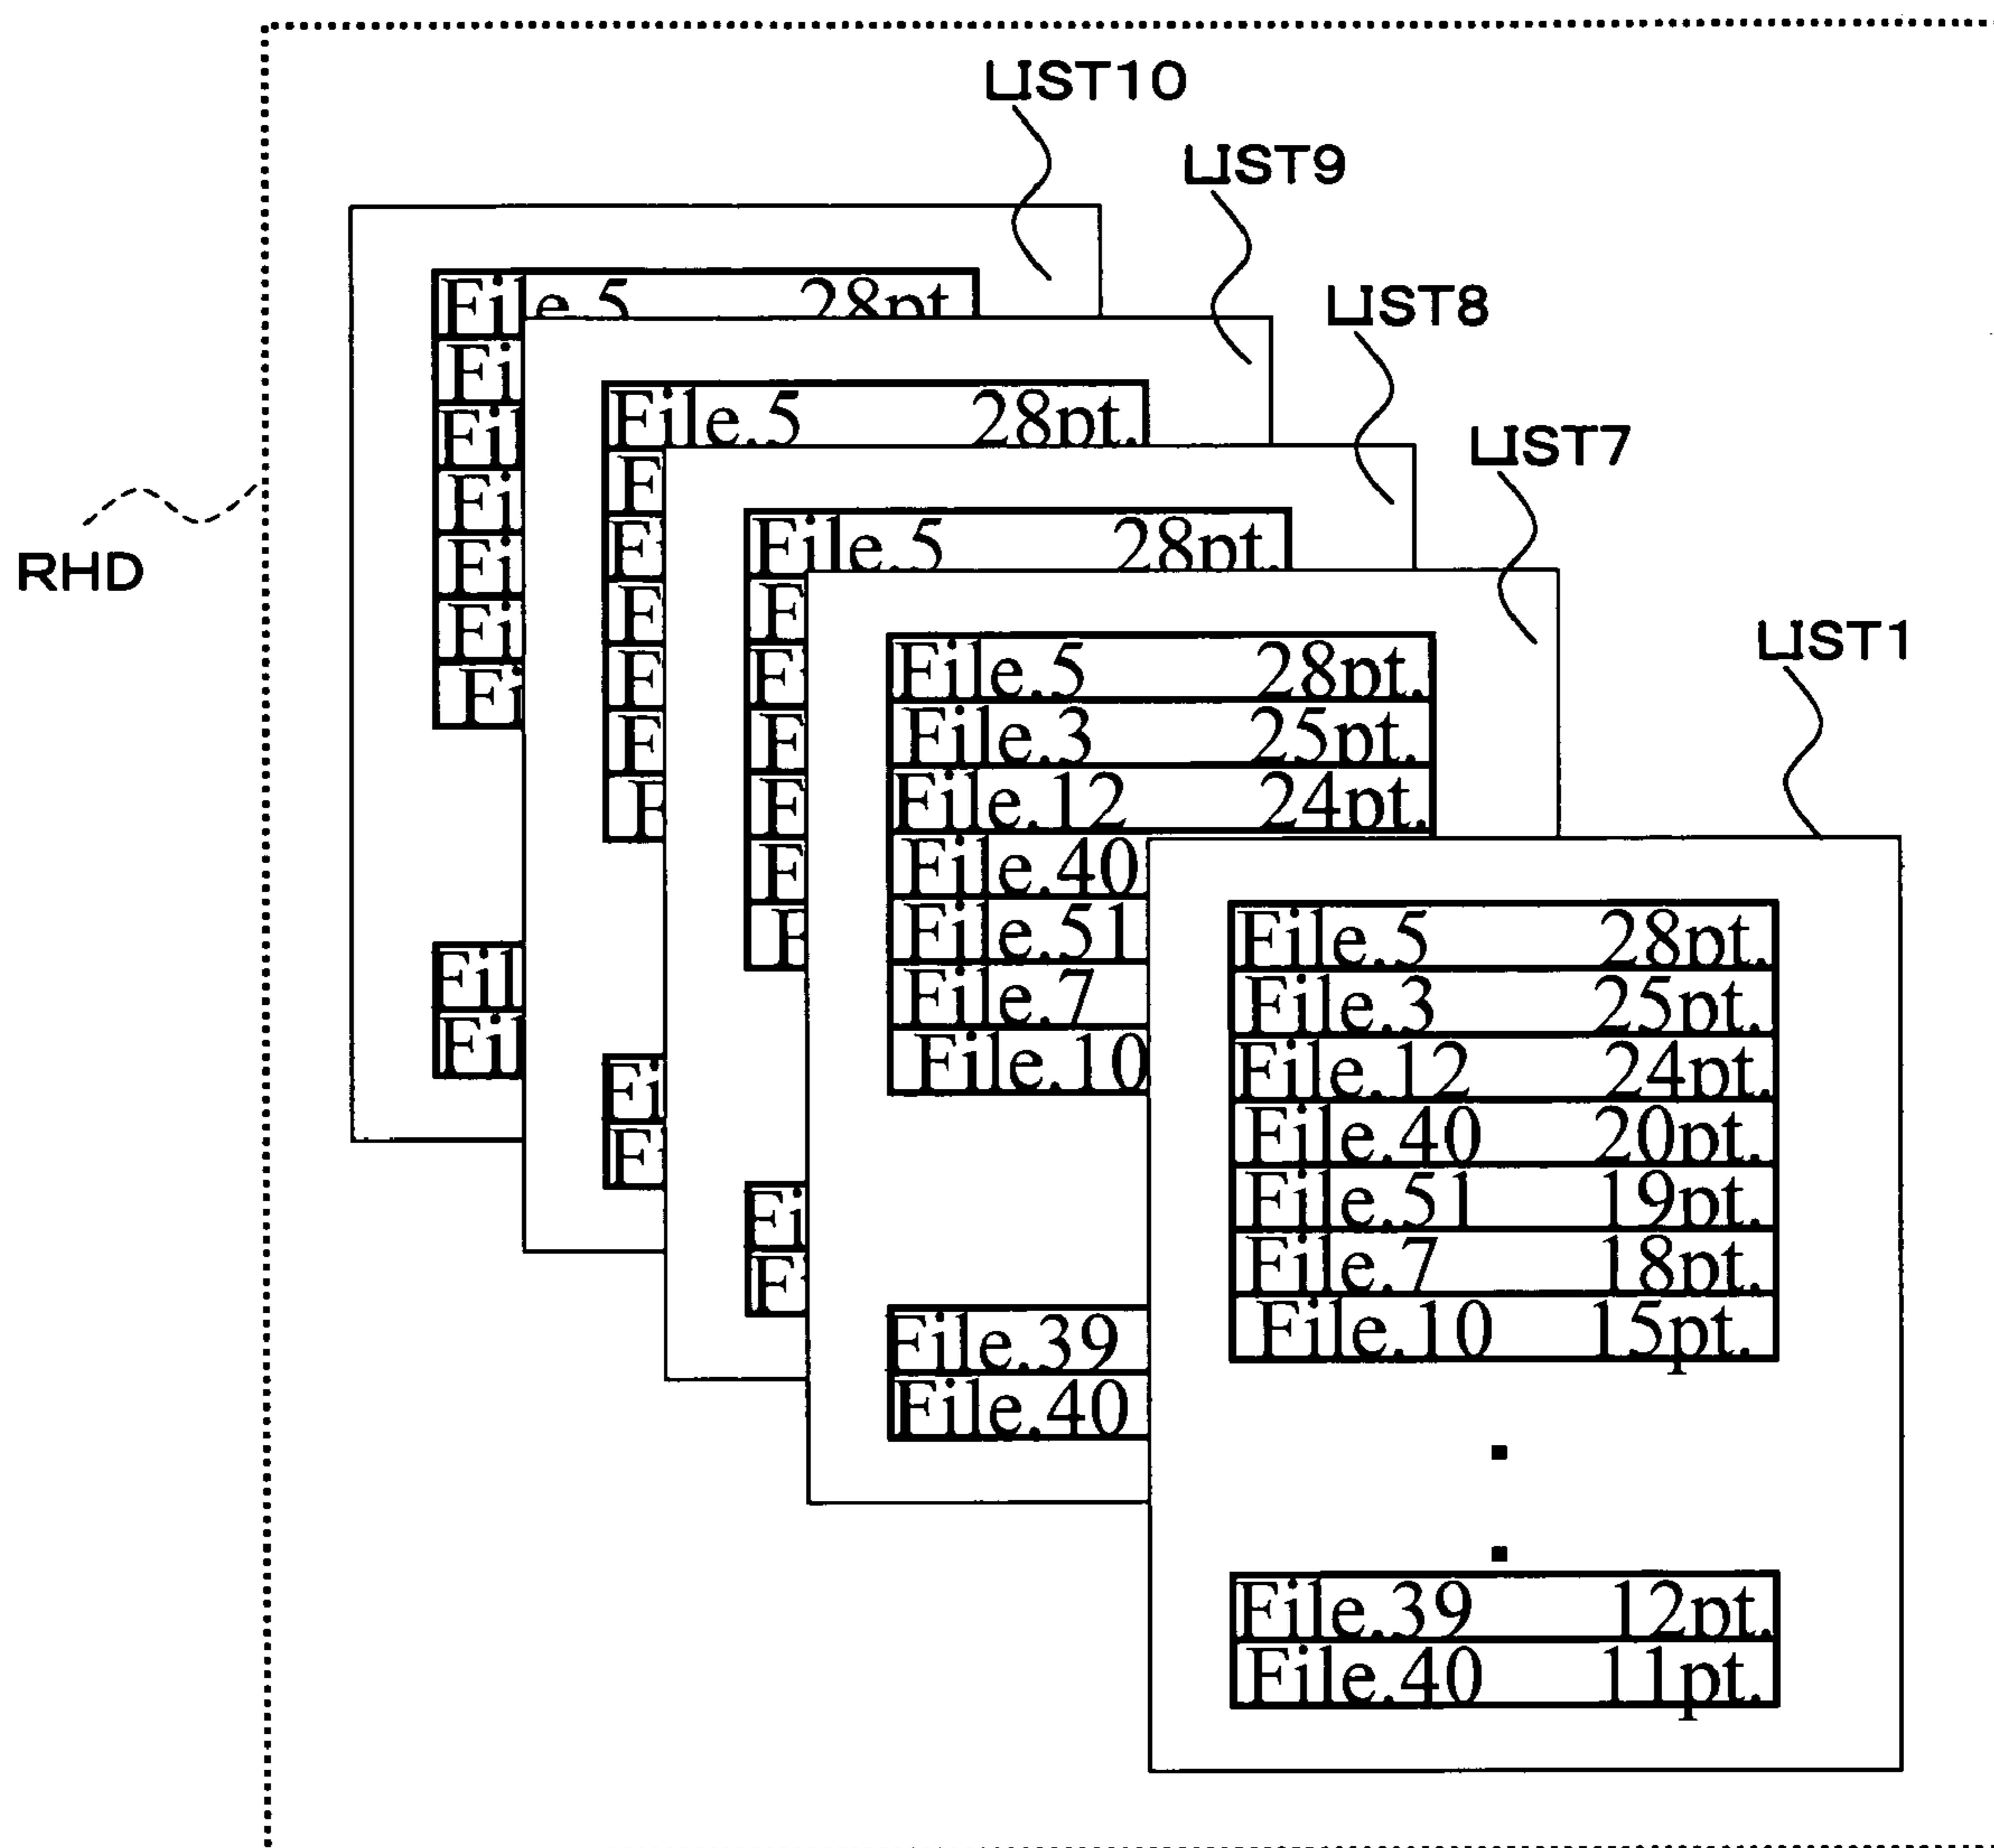 LIST10
LIST9
LIST8
LIST7
LIST1
RHD
File.5 28pt.
File.5 28pt.
File.5 28pt.
File.5 28pt.
File.3 25pt.
File.12 24pt.
File.40
File.51
File.7
File.10
File.39
File.40
File.5 28pt.
File.3 25pt.
File.12 24pt.
File.40 20pt.
File.51 19pt.
File.7 18pt.
File.10 15pt.
File.39 12pt.
File.40 11pt.